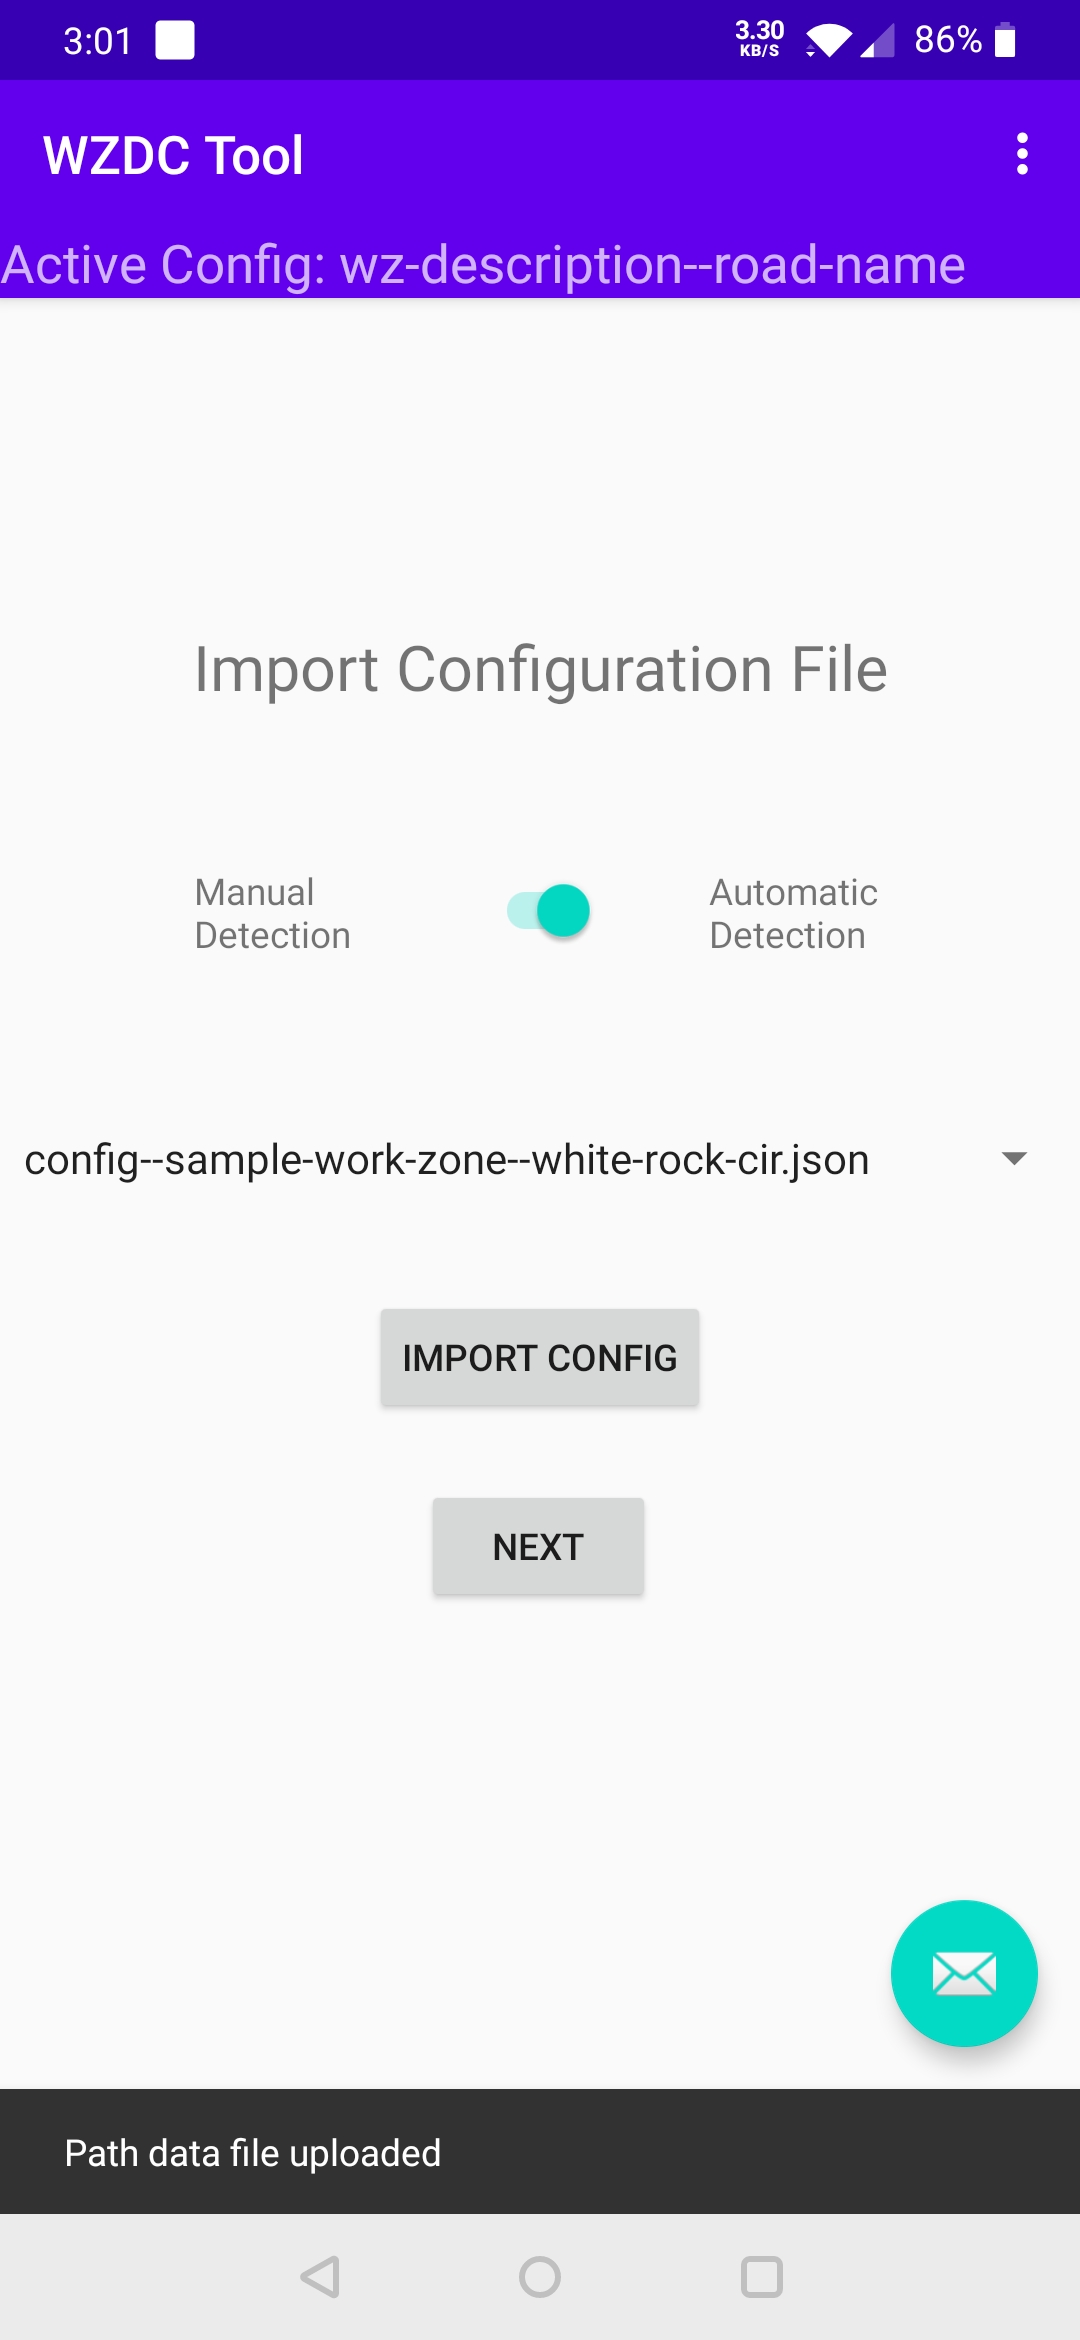 3:01
3.30
KB/S
86%
WZDC Tool
Active Config: wz-description--road-name
Import Configuration File
Manual
Detection
Automatic
Detection
config--sample-work-zone--white-rock-cir.json
IMPORT CONFIG
NEXT
Path data file uploaded